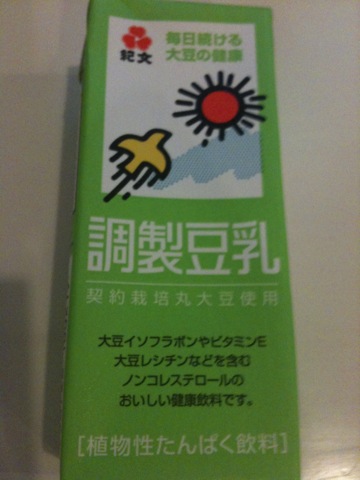 毎日続ける
大豆の健康
紀文
調製豆乳
契約栽培丸大豆使用
大豆イソフラボンやビタミンE
大豆レシチンなどを含む
ノンコレステロールの
おいしい健康飲料です。
[植物性たんぱく飲料]